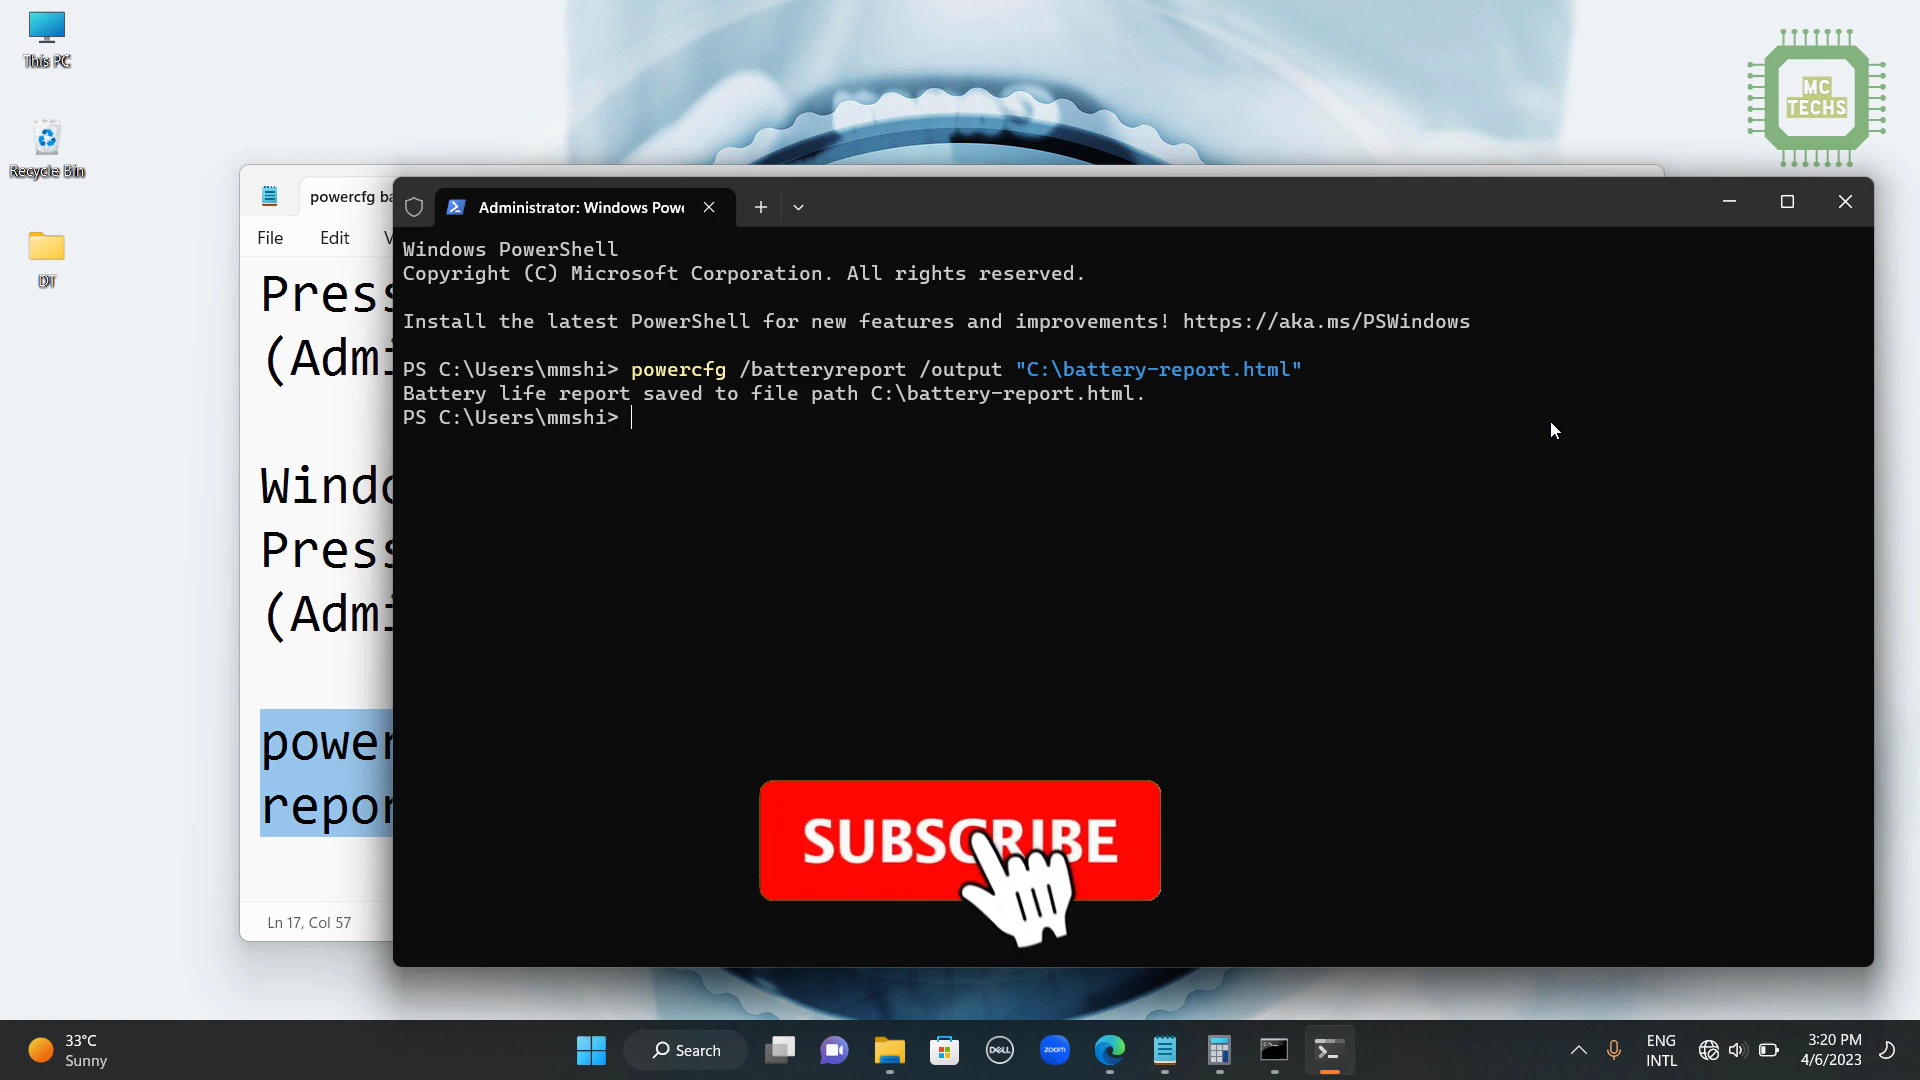 This PC
Recycle Bin
DT
MC
TECHS
powercfg ba
File
Edit
V
Press
(Admi
Windo
Press
(Admi
power
repor
Ln 17, Col 57
Administrator: Windows Powe
Windows PowerShell
Copyright (C) Microsoft Corporation. All rights reserved.
Install the latest PowerShell for new features and improvements! https://aka.ms/PSWindows
PS C:\Users\mmshi> powercfg /batteryreport /output "C:\battery-report.html"
Battery life report saved to file path C:\battery-report.html.
PS C:\Users\mmshi>
SUBSCRIBE
33°C
Sunny
Search
DELL
zoom
ENG
INTL
3:20 PM
4/6/2023